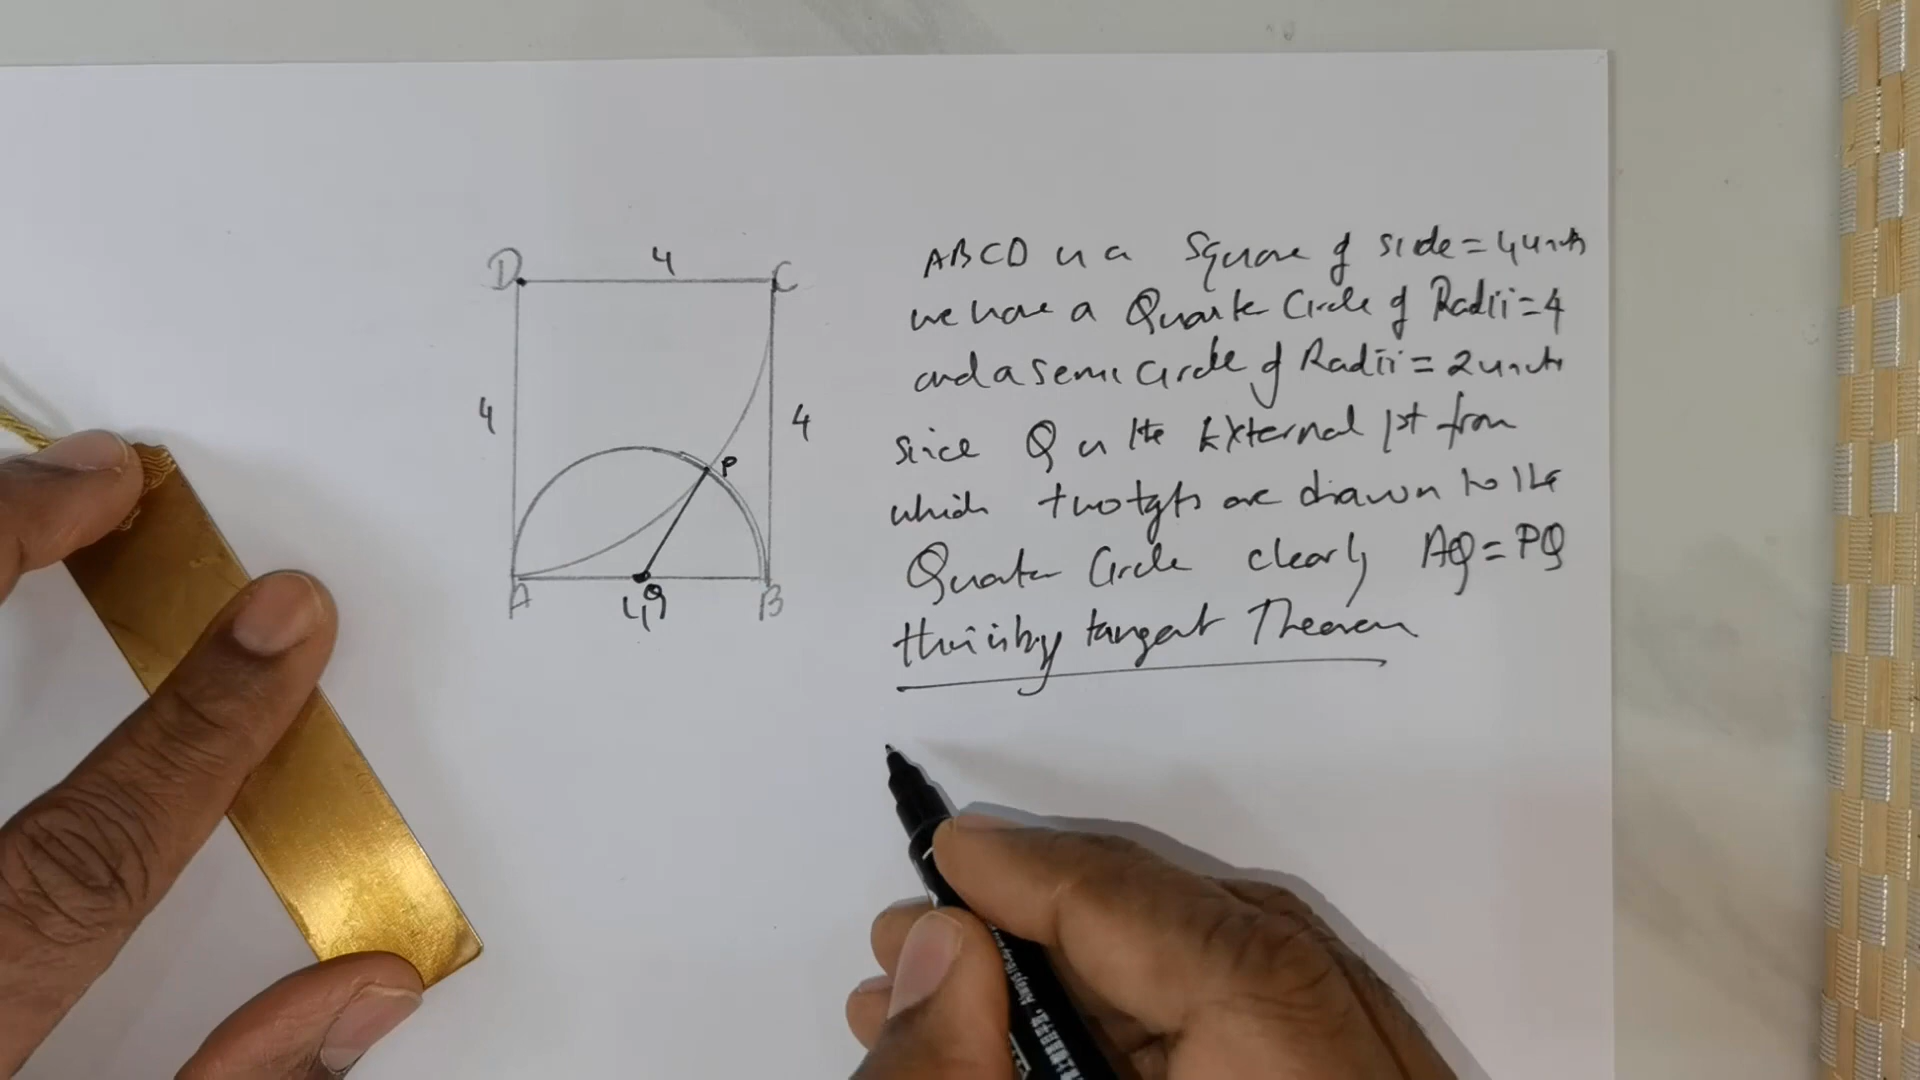 D 4 C
4 4
P
A Q B
4
ABCD is a Square of side = 4 units
we have a Quarter Circle of Radii = 4
and a semi Circle of Radii = 2 units
Since Q is the External pt from
which two tgts are drawn to the
Quarter Circle clearly AQ = PQ
this is by tangent Theorem